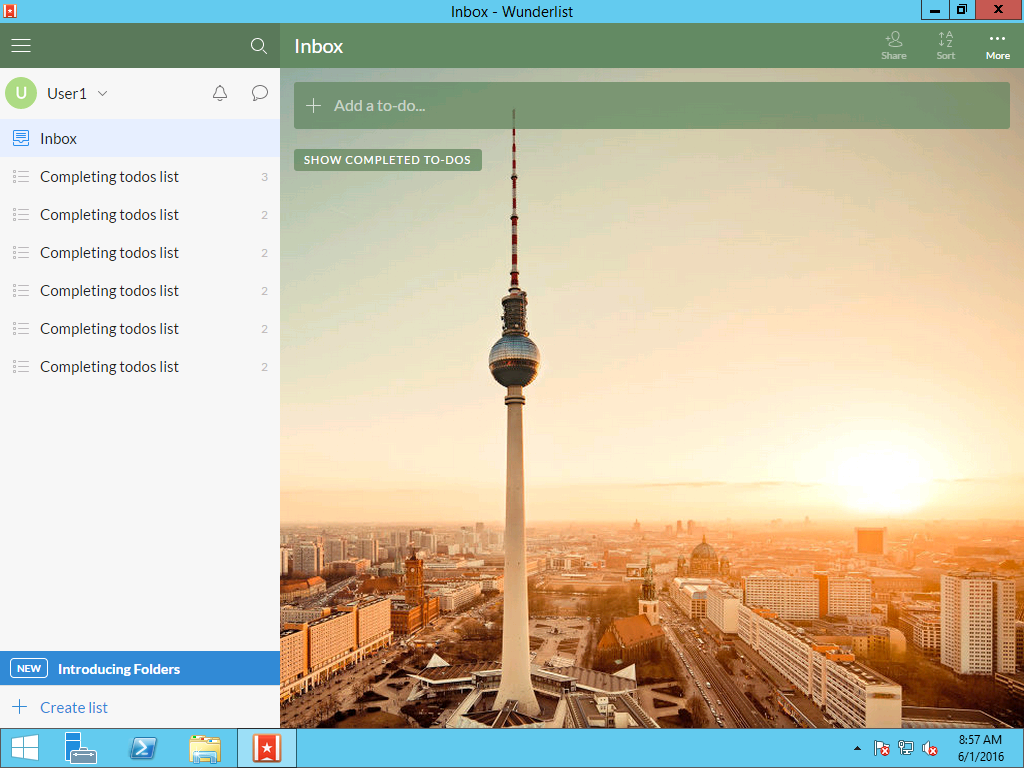 Inbox - Wunderlist
Inbox
Share
Sort
More
U
User1
Add a to-do...
Inbox
SHOW COMPLETED TO-DOS
Completing todos list 3
Completing todos list 2
Completing todos list 2
Completing todos list 2
Completing todos list 2
Completing todos list 2
NEW Introducing Folders
Create list
8:57 AM
6/1/2016